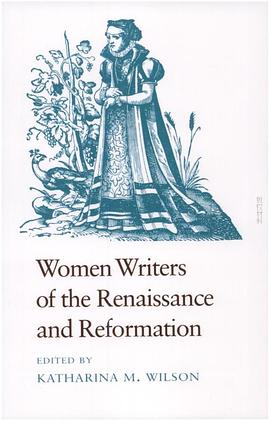 Women Writers
of the Renaissance
and Reformation
EDITED BY
KATHARINA M. WILSON